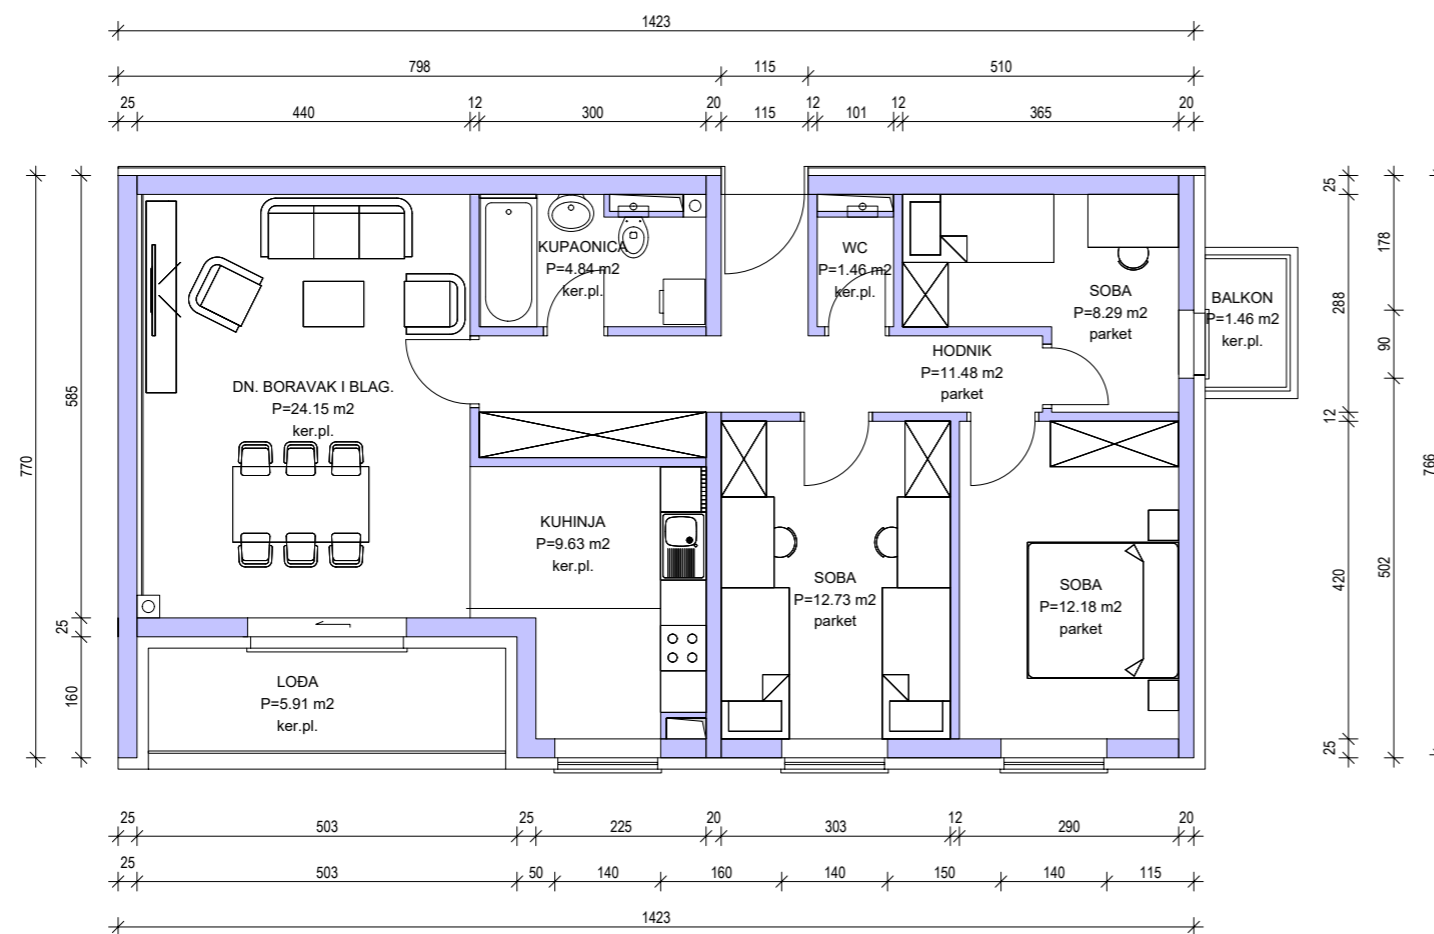 1423
798 115 510
25 440 12 300 20 115 12 101 12 365 20
KUPAONICA
P=4.84 m2
ker.pl.
WC
P=1.46 m2
ker.pl.
SOBA
P=8.29 m2
parket
BALKON
P=1.46 m2
ker.pl.
HODNIK
P=11.48 m2
parket
DN. BORAVAK I BLAG.
P=24.15 m2
ker.pl.
KUHINJA
P=9.63 m2
ker.pl.
SOBA
P=12.73 m2
parket
SOBA
P=12.18 m2
parket
LOĐA
P=5.91 m2
ker.pl.
770
585
25
160
25
288
12
420
25
178
90
502
766
25 503 25 225 20 303 12 290 20
25 503 50 140 160 140 150 140 115
1423